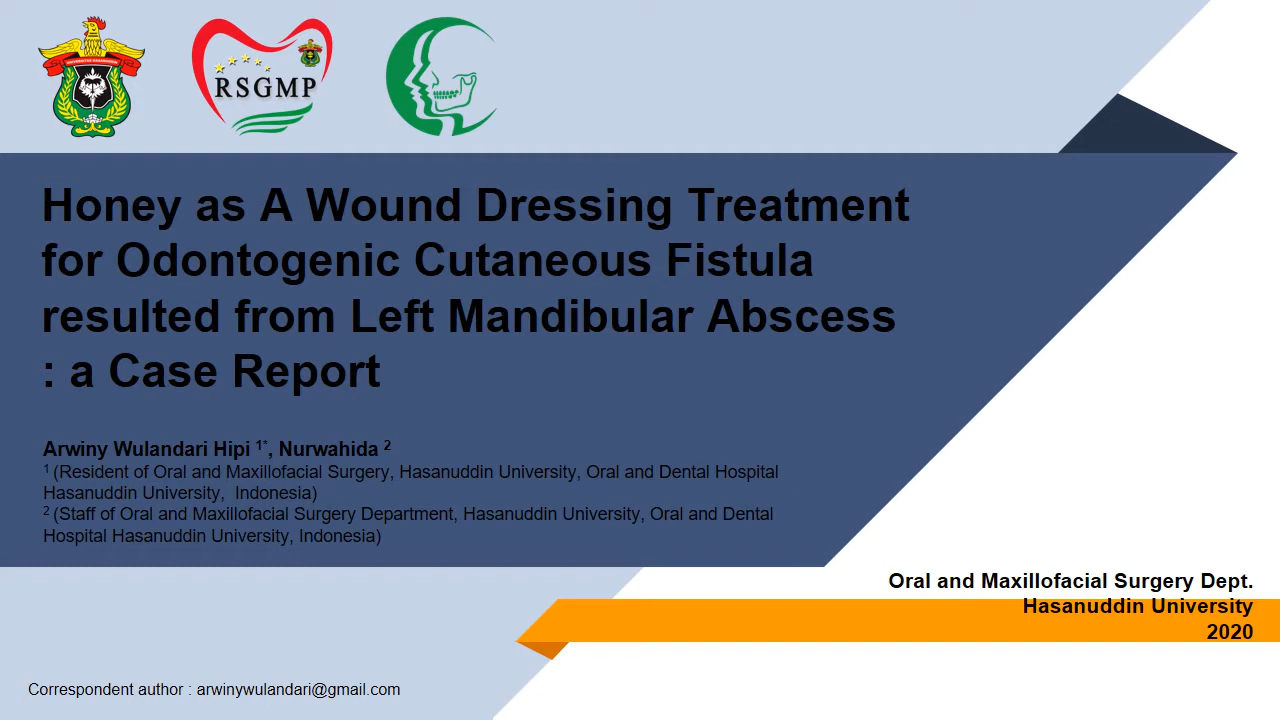 UNIVERSITAS HASANUDDIN
RSGMP
Honey as A Wound Dressing Treatment
for Odontogenic Cutaneous Fistula
resulted from Left Mandibular Abscess
: a Case Report
Arwiny Wulandari Hipi ¹*, Nurwahida ²
¹ (Resident of Oral and Maxillofacial Surgery, Hasanuddin University, Oral and Dental Hospital
Hasanuddin University, Indonesia)
² (Staff of Oral and Maxillofacial Surgery Department, Hasanuddin University, Oral and Dental
Hospital Hasanuddin University, Indonesia)
Oral and Maxillofacial Surgery Dept.
Hasanuddin University
2020
Correspondent author : arwinywulandari@gmail.com